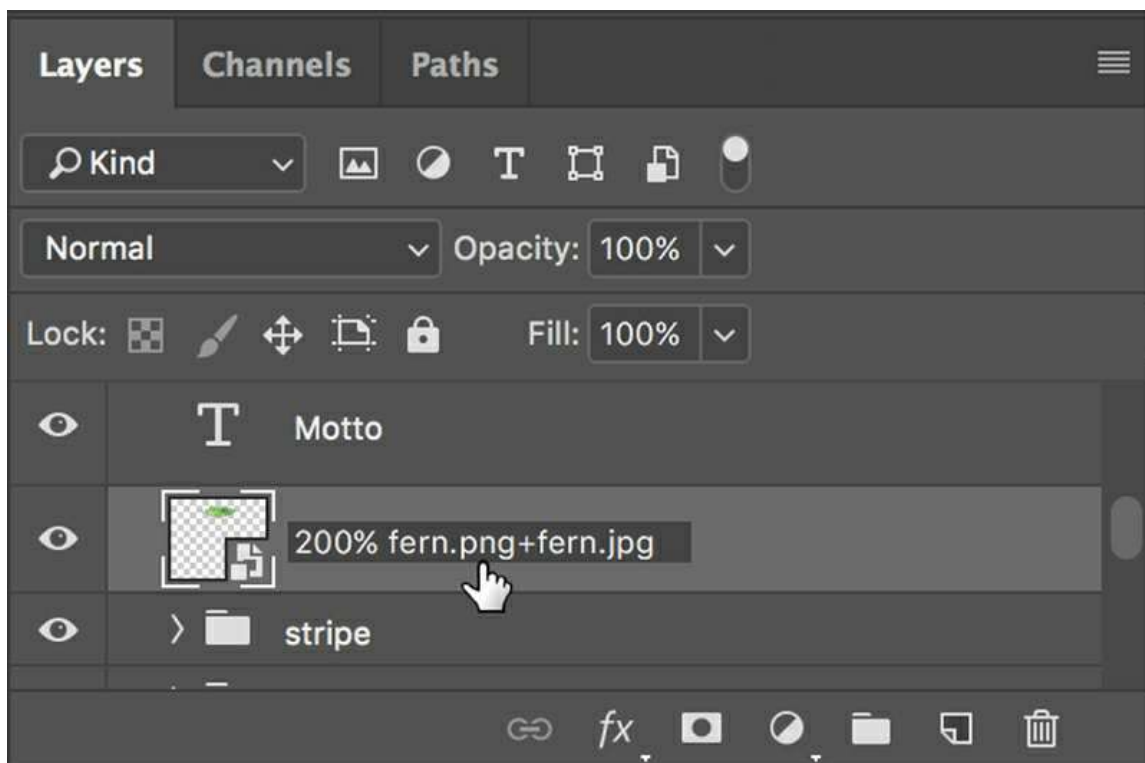 Layers Channels Paths
Kind
Normal Opacity: 100%
Lock: Fill: 100%
T Motto
200% fern.png+fern.jpg
stripe
fx